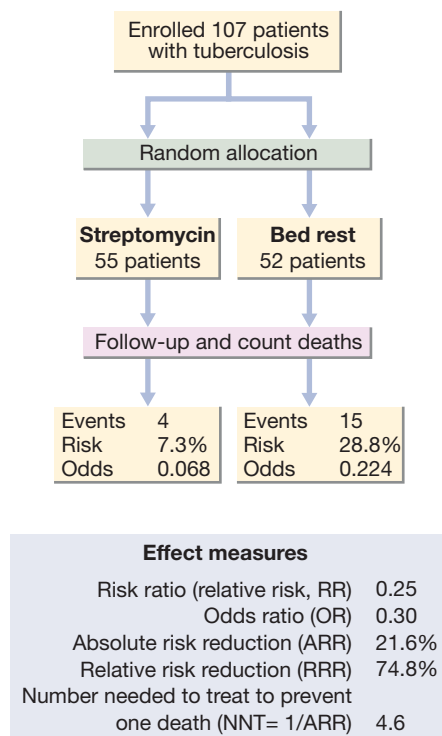 Enrolled 107 patients
with tuberculosis
Random allocation
Streptomycin
55 patients
Bed rest
52 patients
Follow-up and count deaths
Events 4
Risk 7.3%
Odds 0.068
Events 15
Risk 28.8%
Odds 0.224
Effect measures
Risk ratio (relative risk, RR) 0.25
Odds ratio (OR) 0.30
Absolute risk reduction (ARR) 21.6%
Relative risk reduction (RRR) 74.8%
Number needed to treat to prevent
one death (NNT= 1/ARR) 4.6